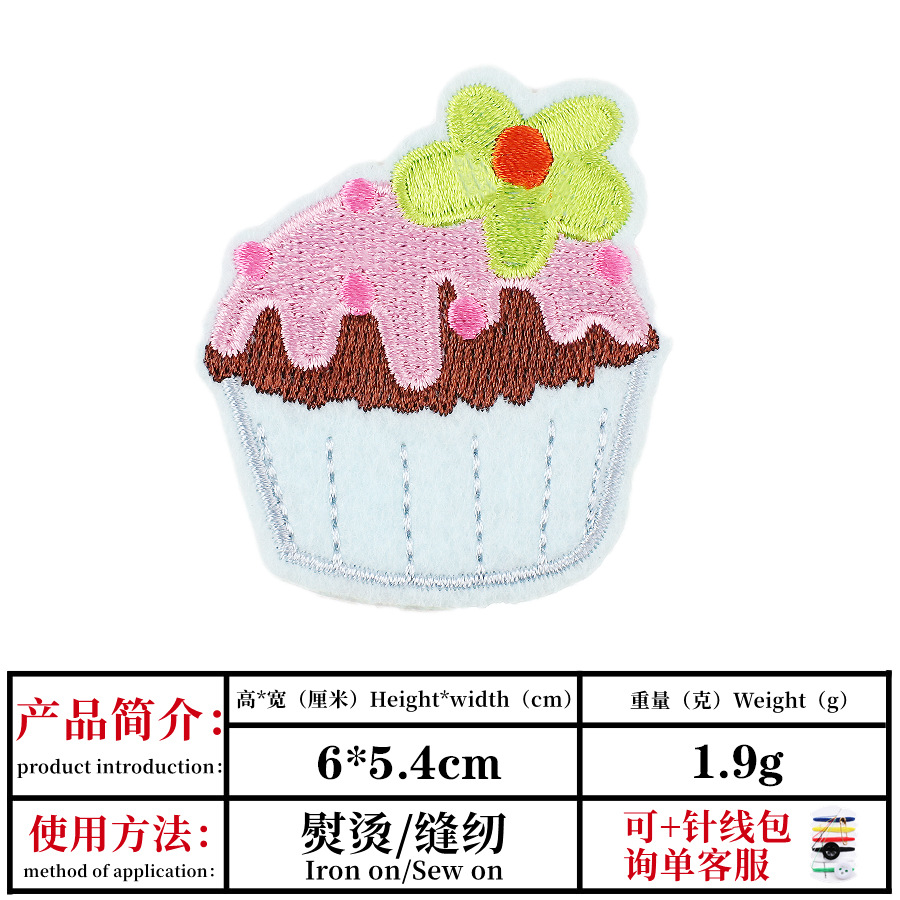 产品简介：
product introduction：
高*宽（厘米）Height*width（cm）
重量（克）Weight（g）
6*5.4cm
1.9g
使用方法：
method of application：
熨烫/缝纫
Iron on/Sew on
可+针线包
询单客服